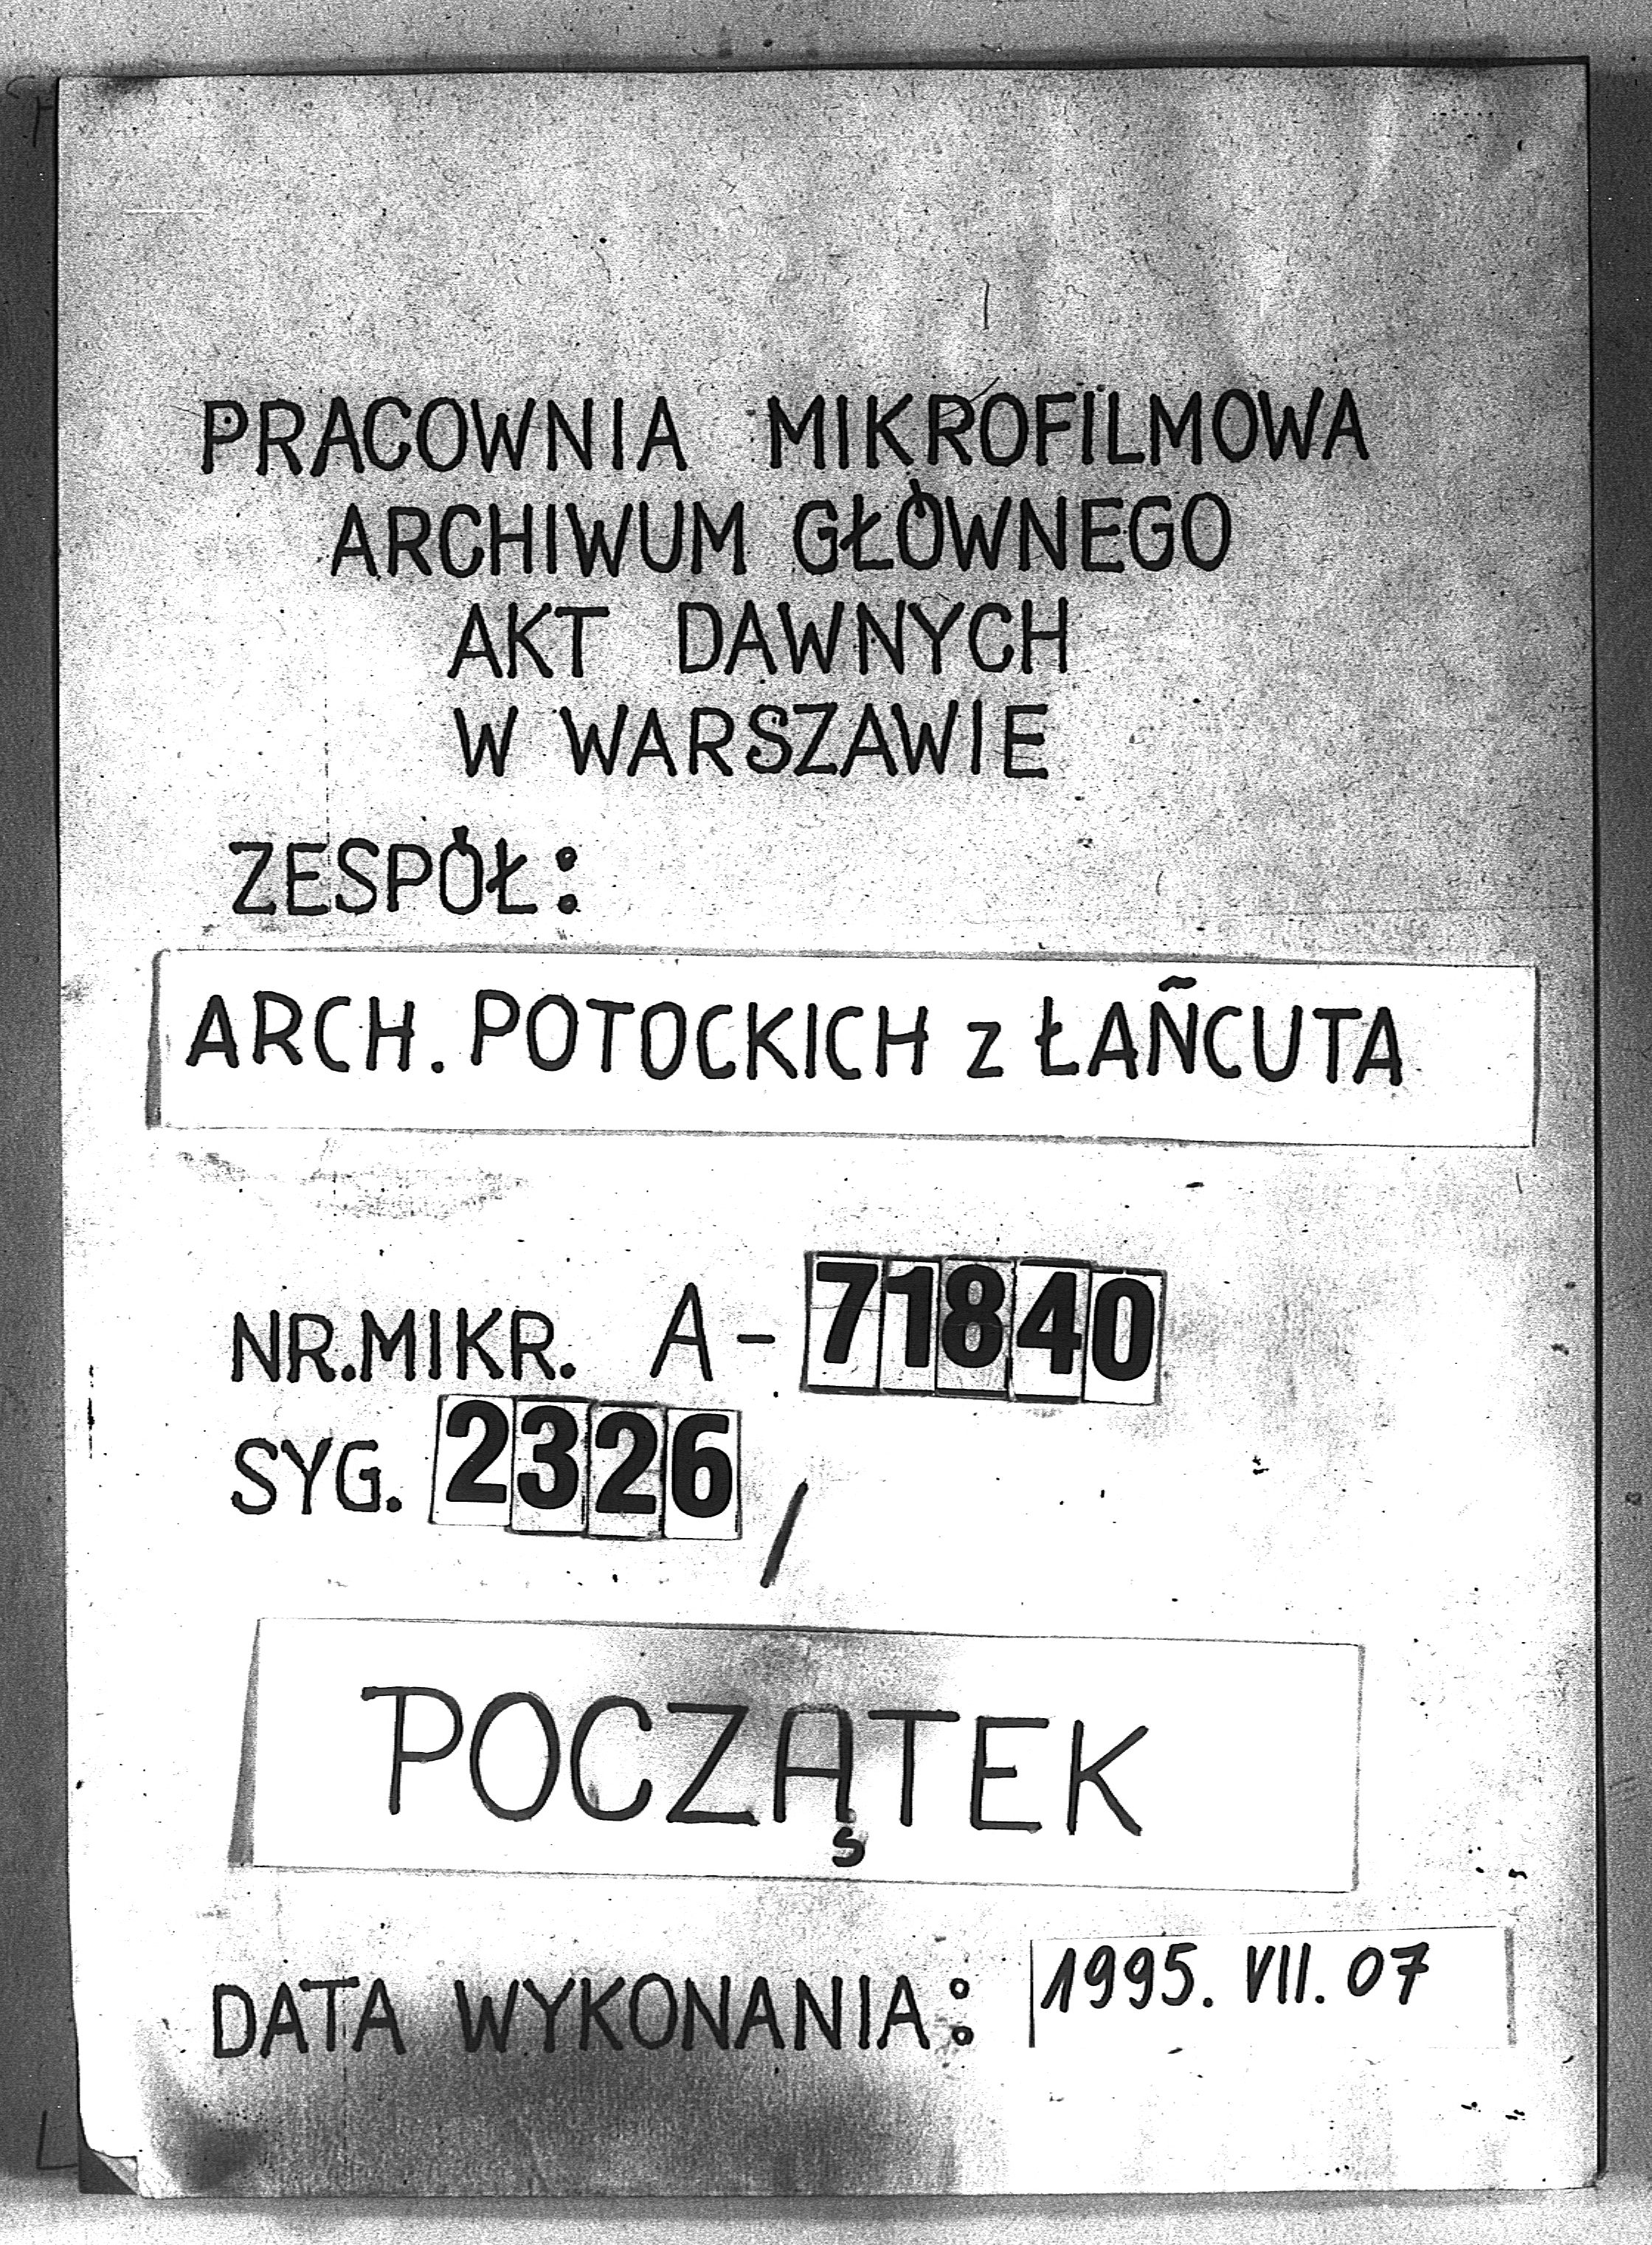 PRACOWNIA MIKROFILMOWA
ARCHIWUM GŁÓWNEGO
AKT DAWNYCH
W WARSZAWIE
ZESPÓŁ:
ARCH. POTOCKICH z ŁAŃCUTA
NR.MIKR. A-71840
SYG. 2326/
POCZĄTEK
DATA WYKONANIA: 1995. VII. 07